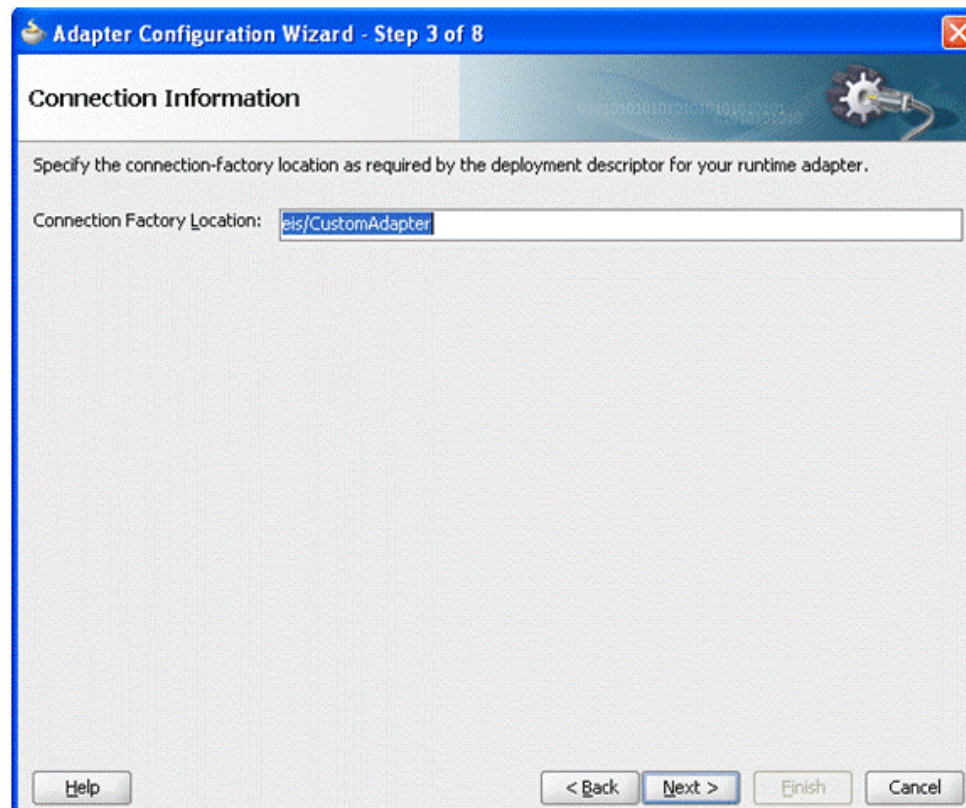 Adapter Configuration Wizard - Step 3 of 8
Connection Information
Specify the connection-factory location as required by the deployment descriptor for your runtime adapter.
Connection Factory Location: eis/CustomAdapter
Help < Back Next > Finish Cancel